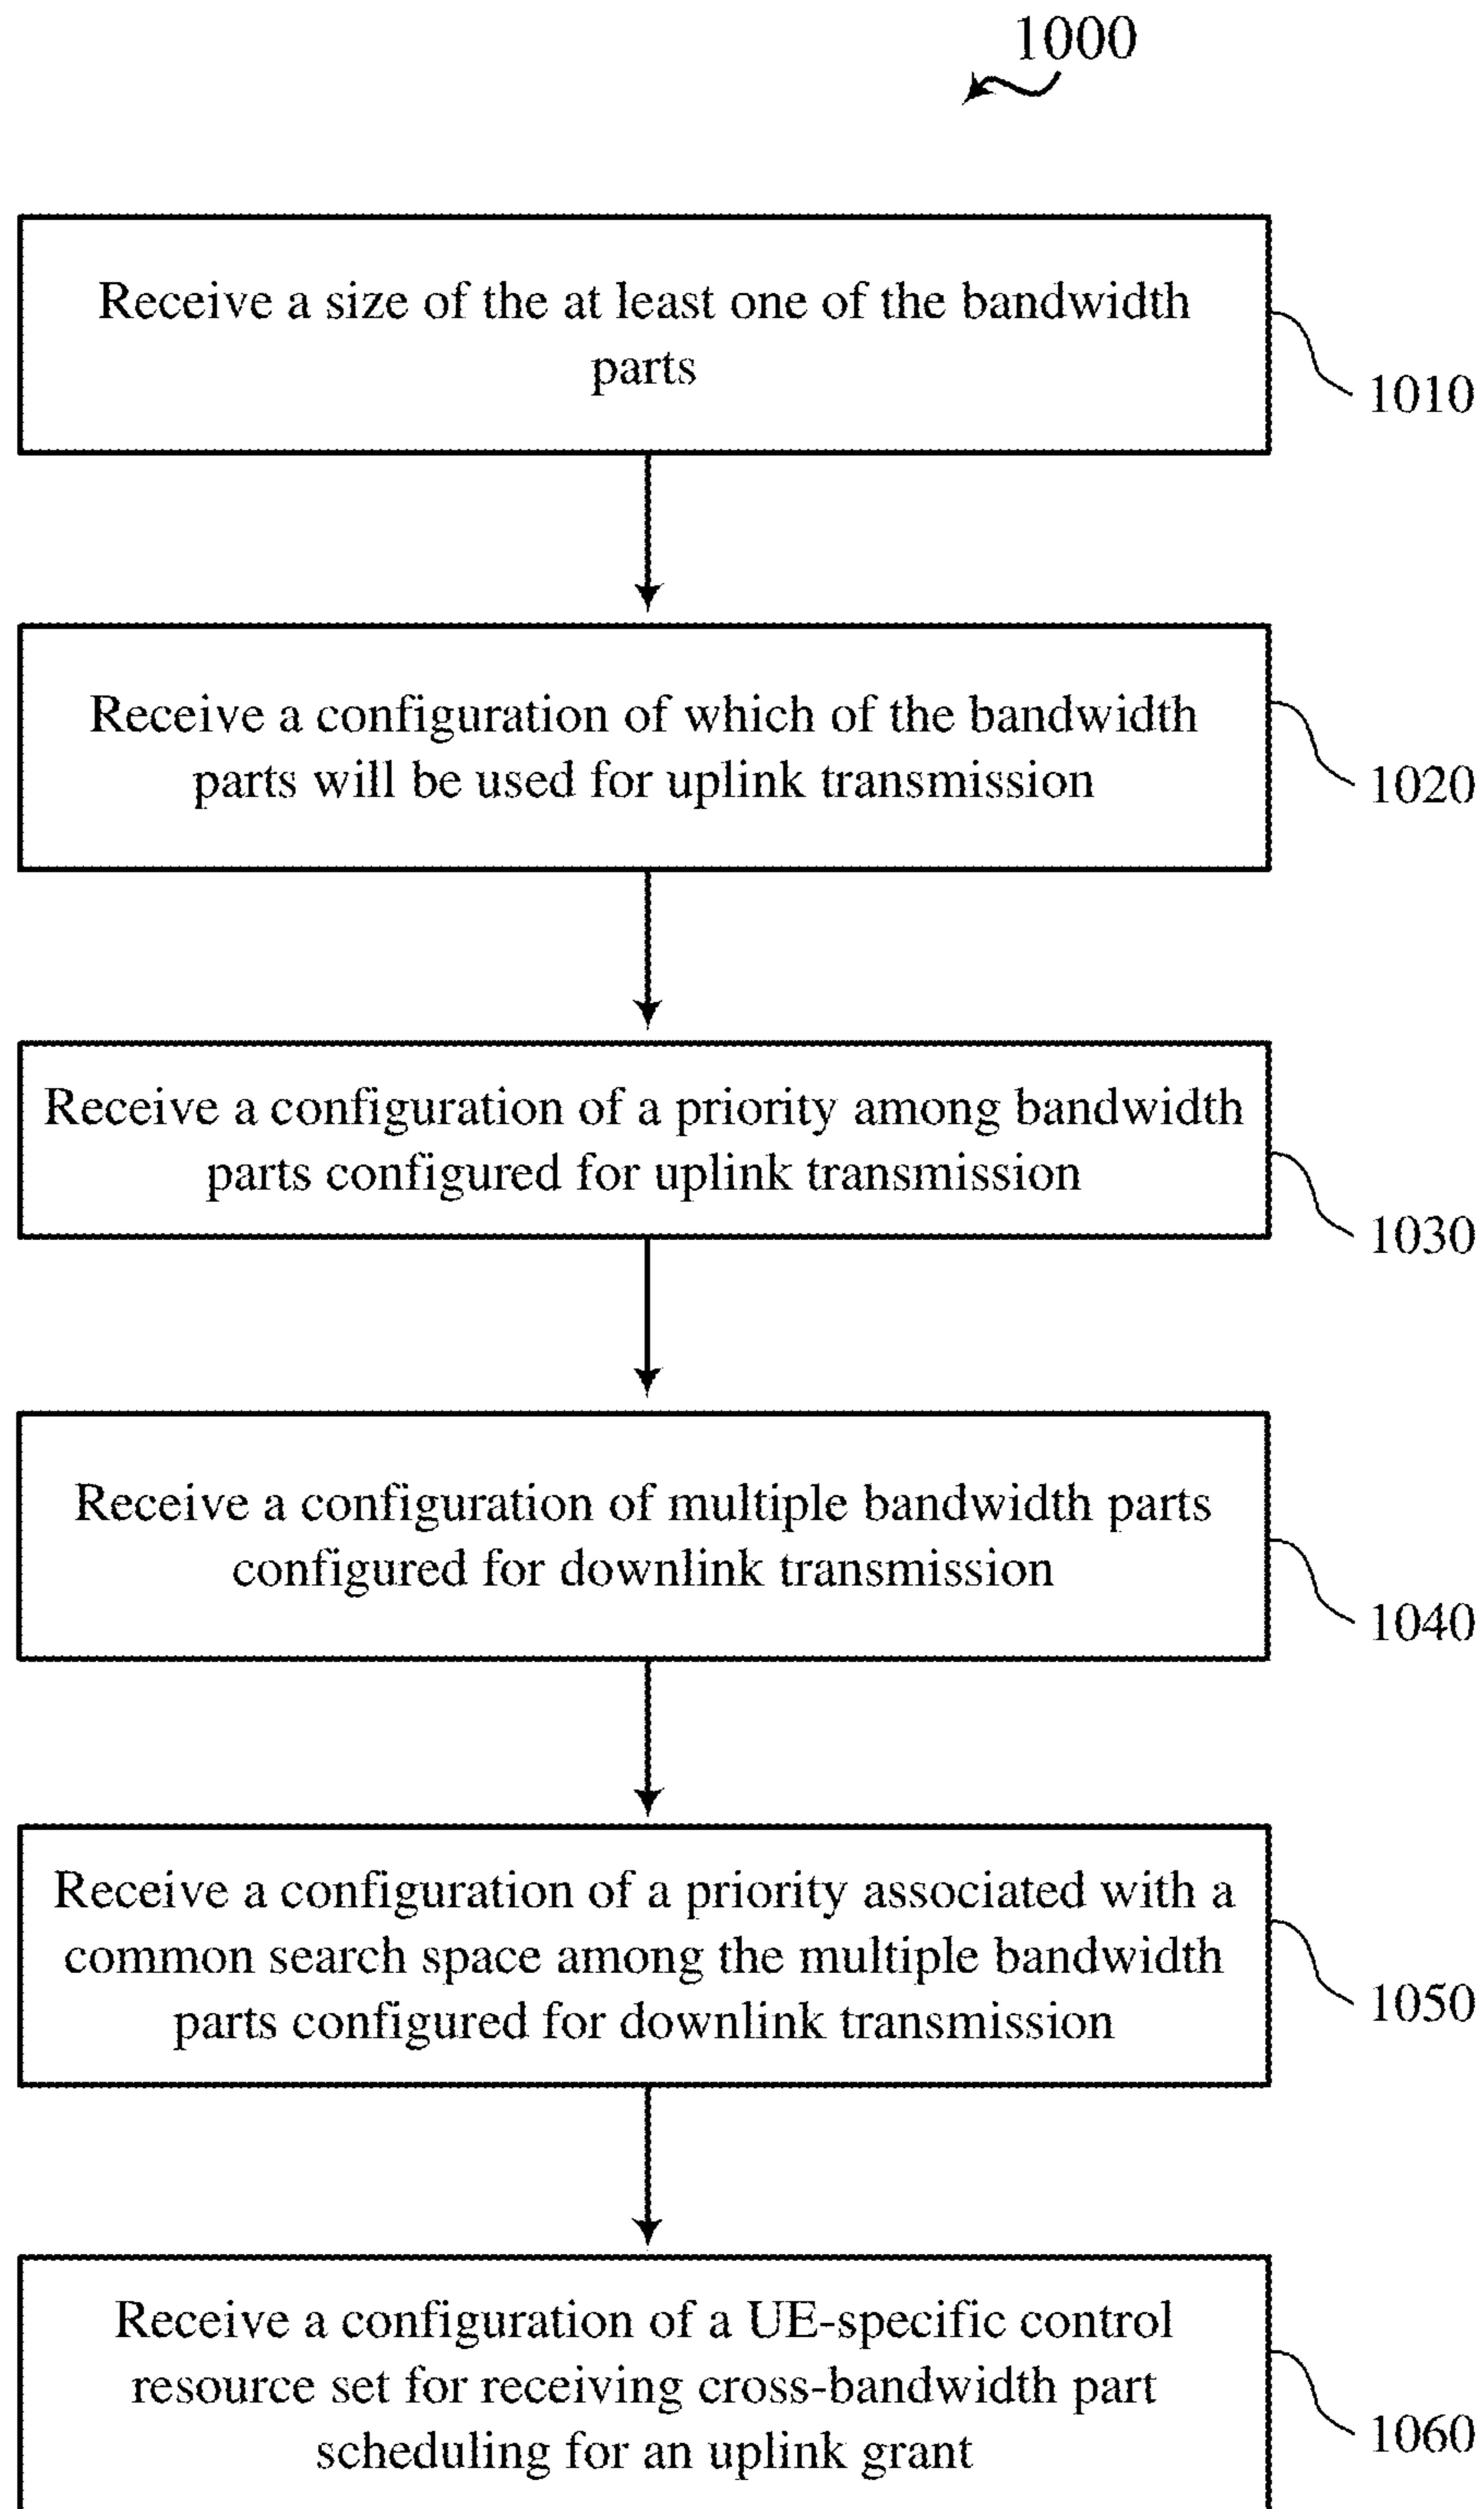 1000
Receive a size of the at least one of the bandwidth
parts
1010
Receive a configuration of which of the bandwidth
parts will be used for uplink transmission
1020
Receive a configuration of a priority among bandwidth
parts configured for uplink transmission
1030
Receive a configuration of multiple bandwidth parts
configured for downlink transmission
1040
Receive a configuration of a priority associated with a
common search space among the multiple bandwidth
parts configured for downlink transmission
1050
Receive a configuration of a UE-specific control
resource set for receiving cross-bandwidth part
scheduling for an uplink grant
1060